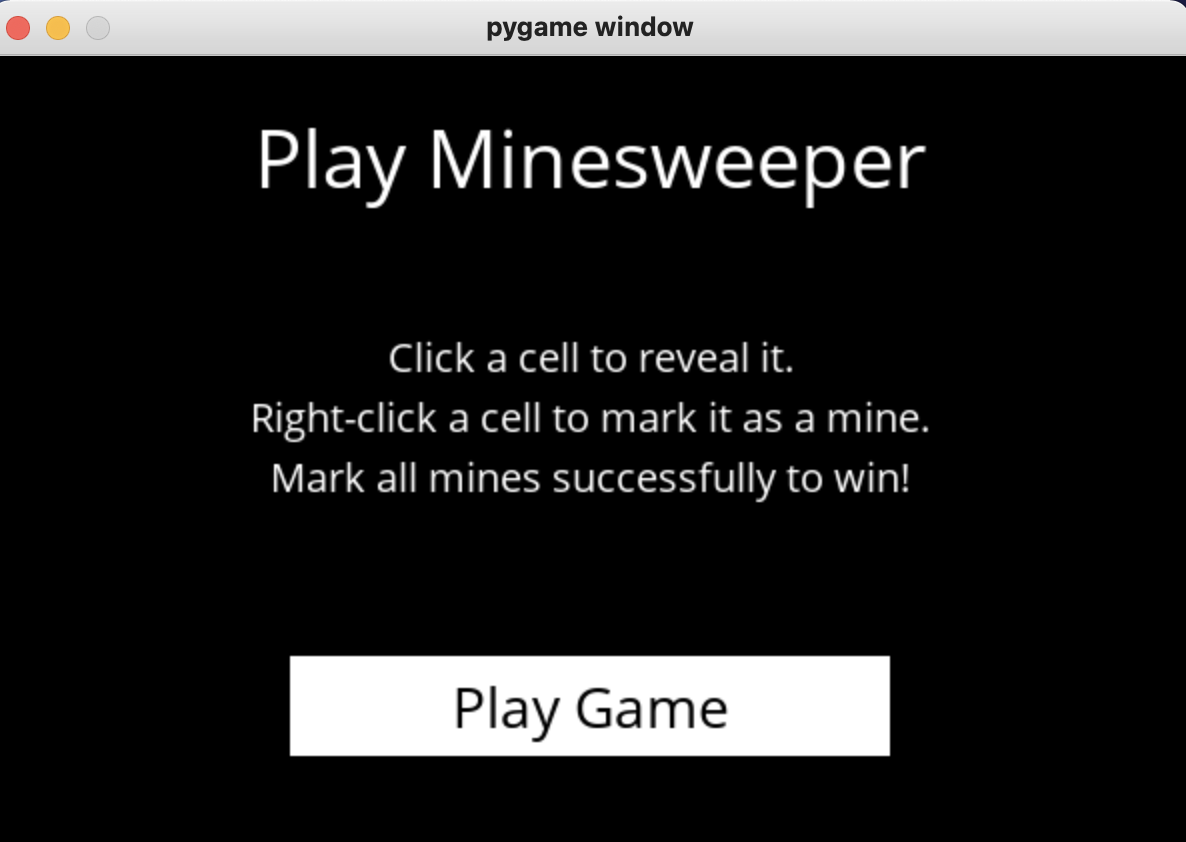 pygame window
Play Minesweeper
Click a cell to reveal it.
Right-click a cell to mark it as a mine.
Mark all mines successfully to win!
Play Game